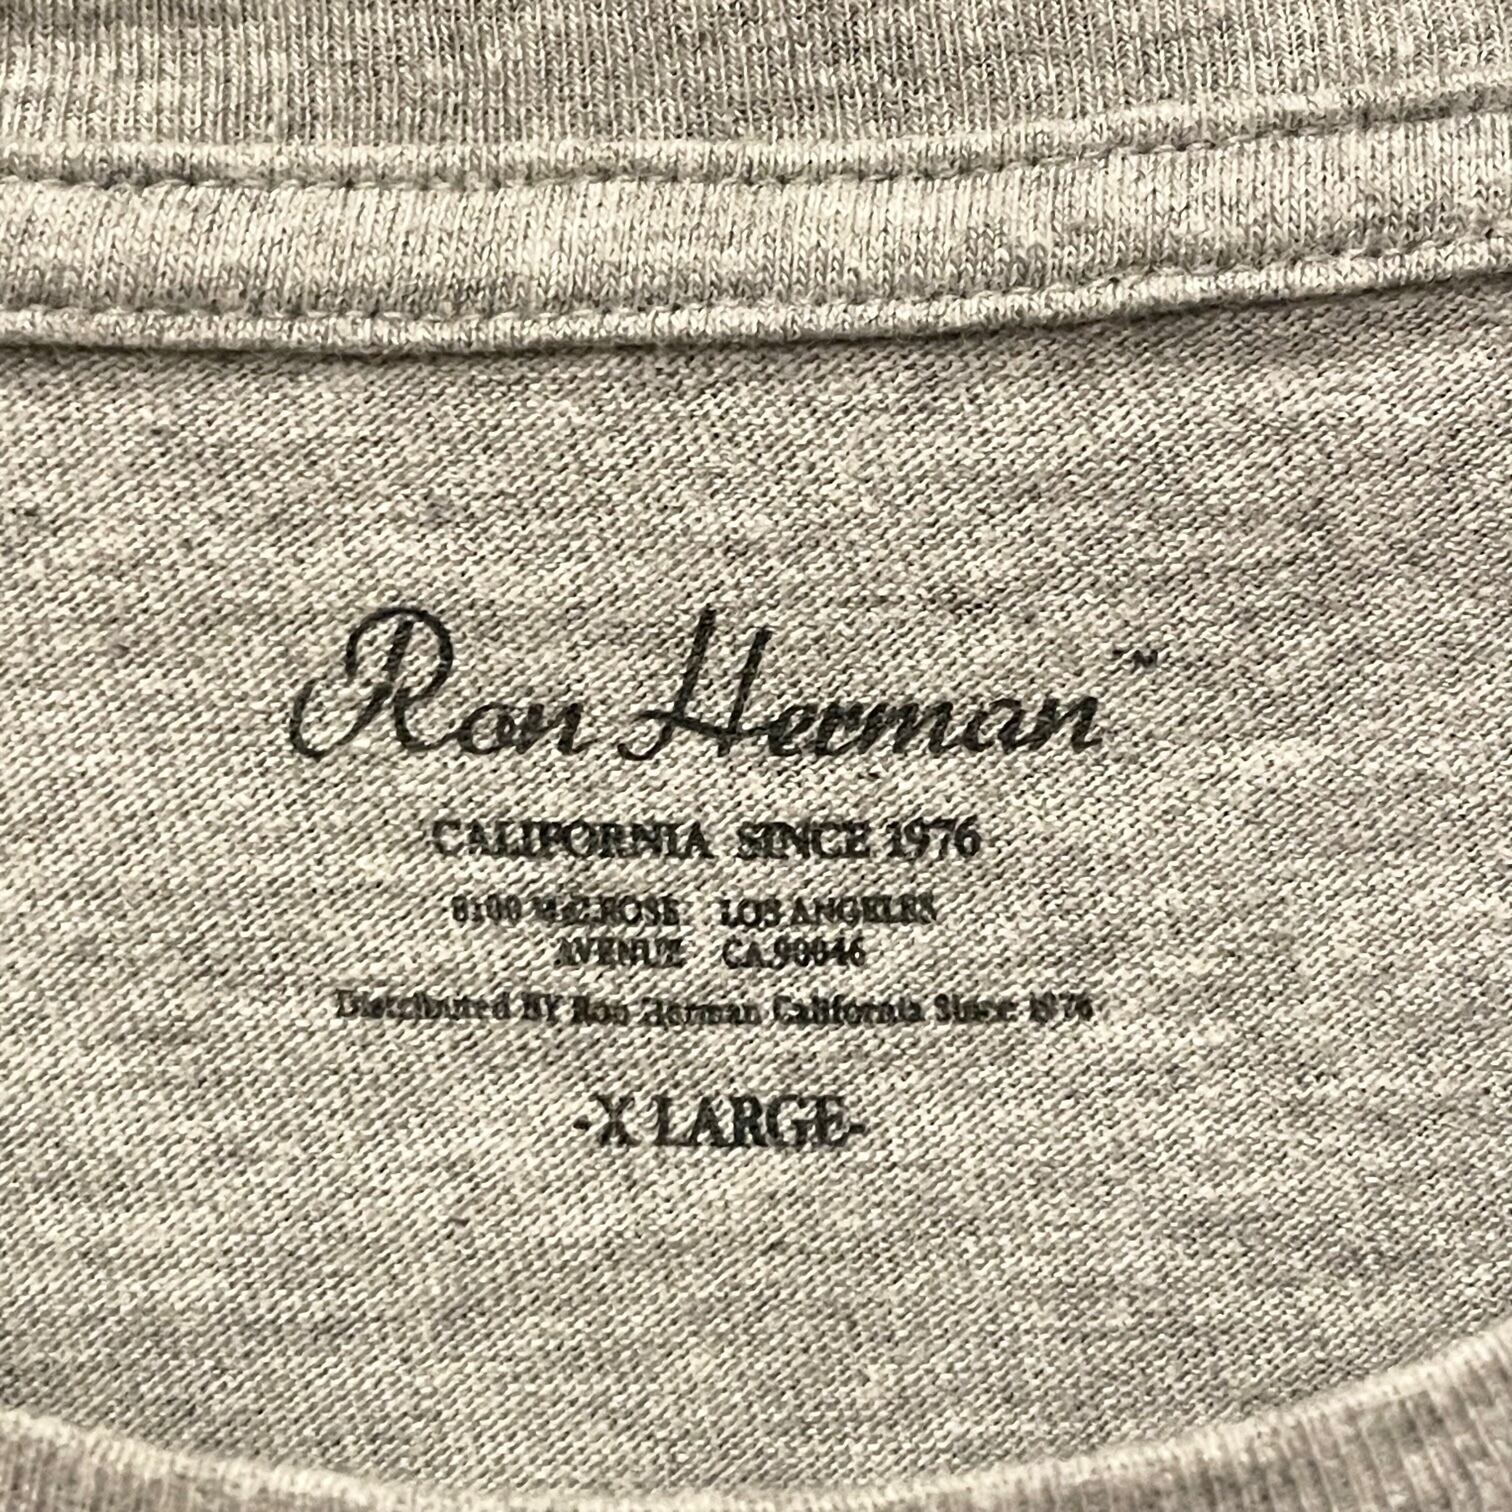 Ron Herman™
CALIFORNIA SINCE 1976
8100 MELROSE LOS ANGELES
AVENUE CA.90046
Distributed BY Ron Herman California Since 1976
-X LARGE-